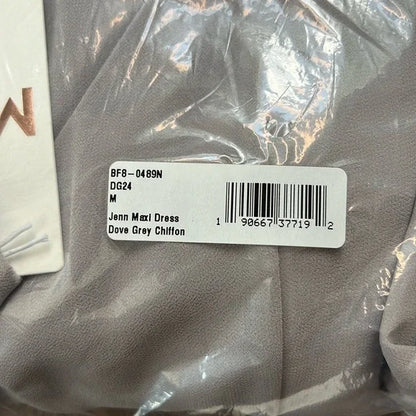 M
BF8-0489N
DG24
M
Jenn Maxi Dress
Dove Grey Chiffon
1 90667 37719 2